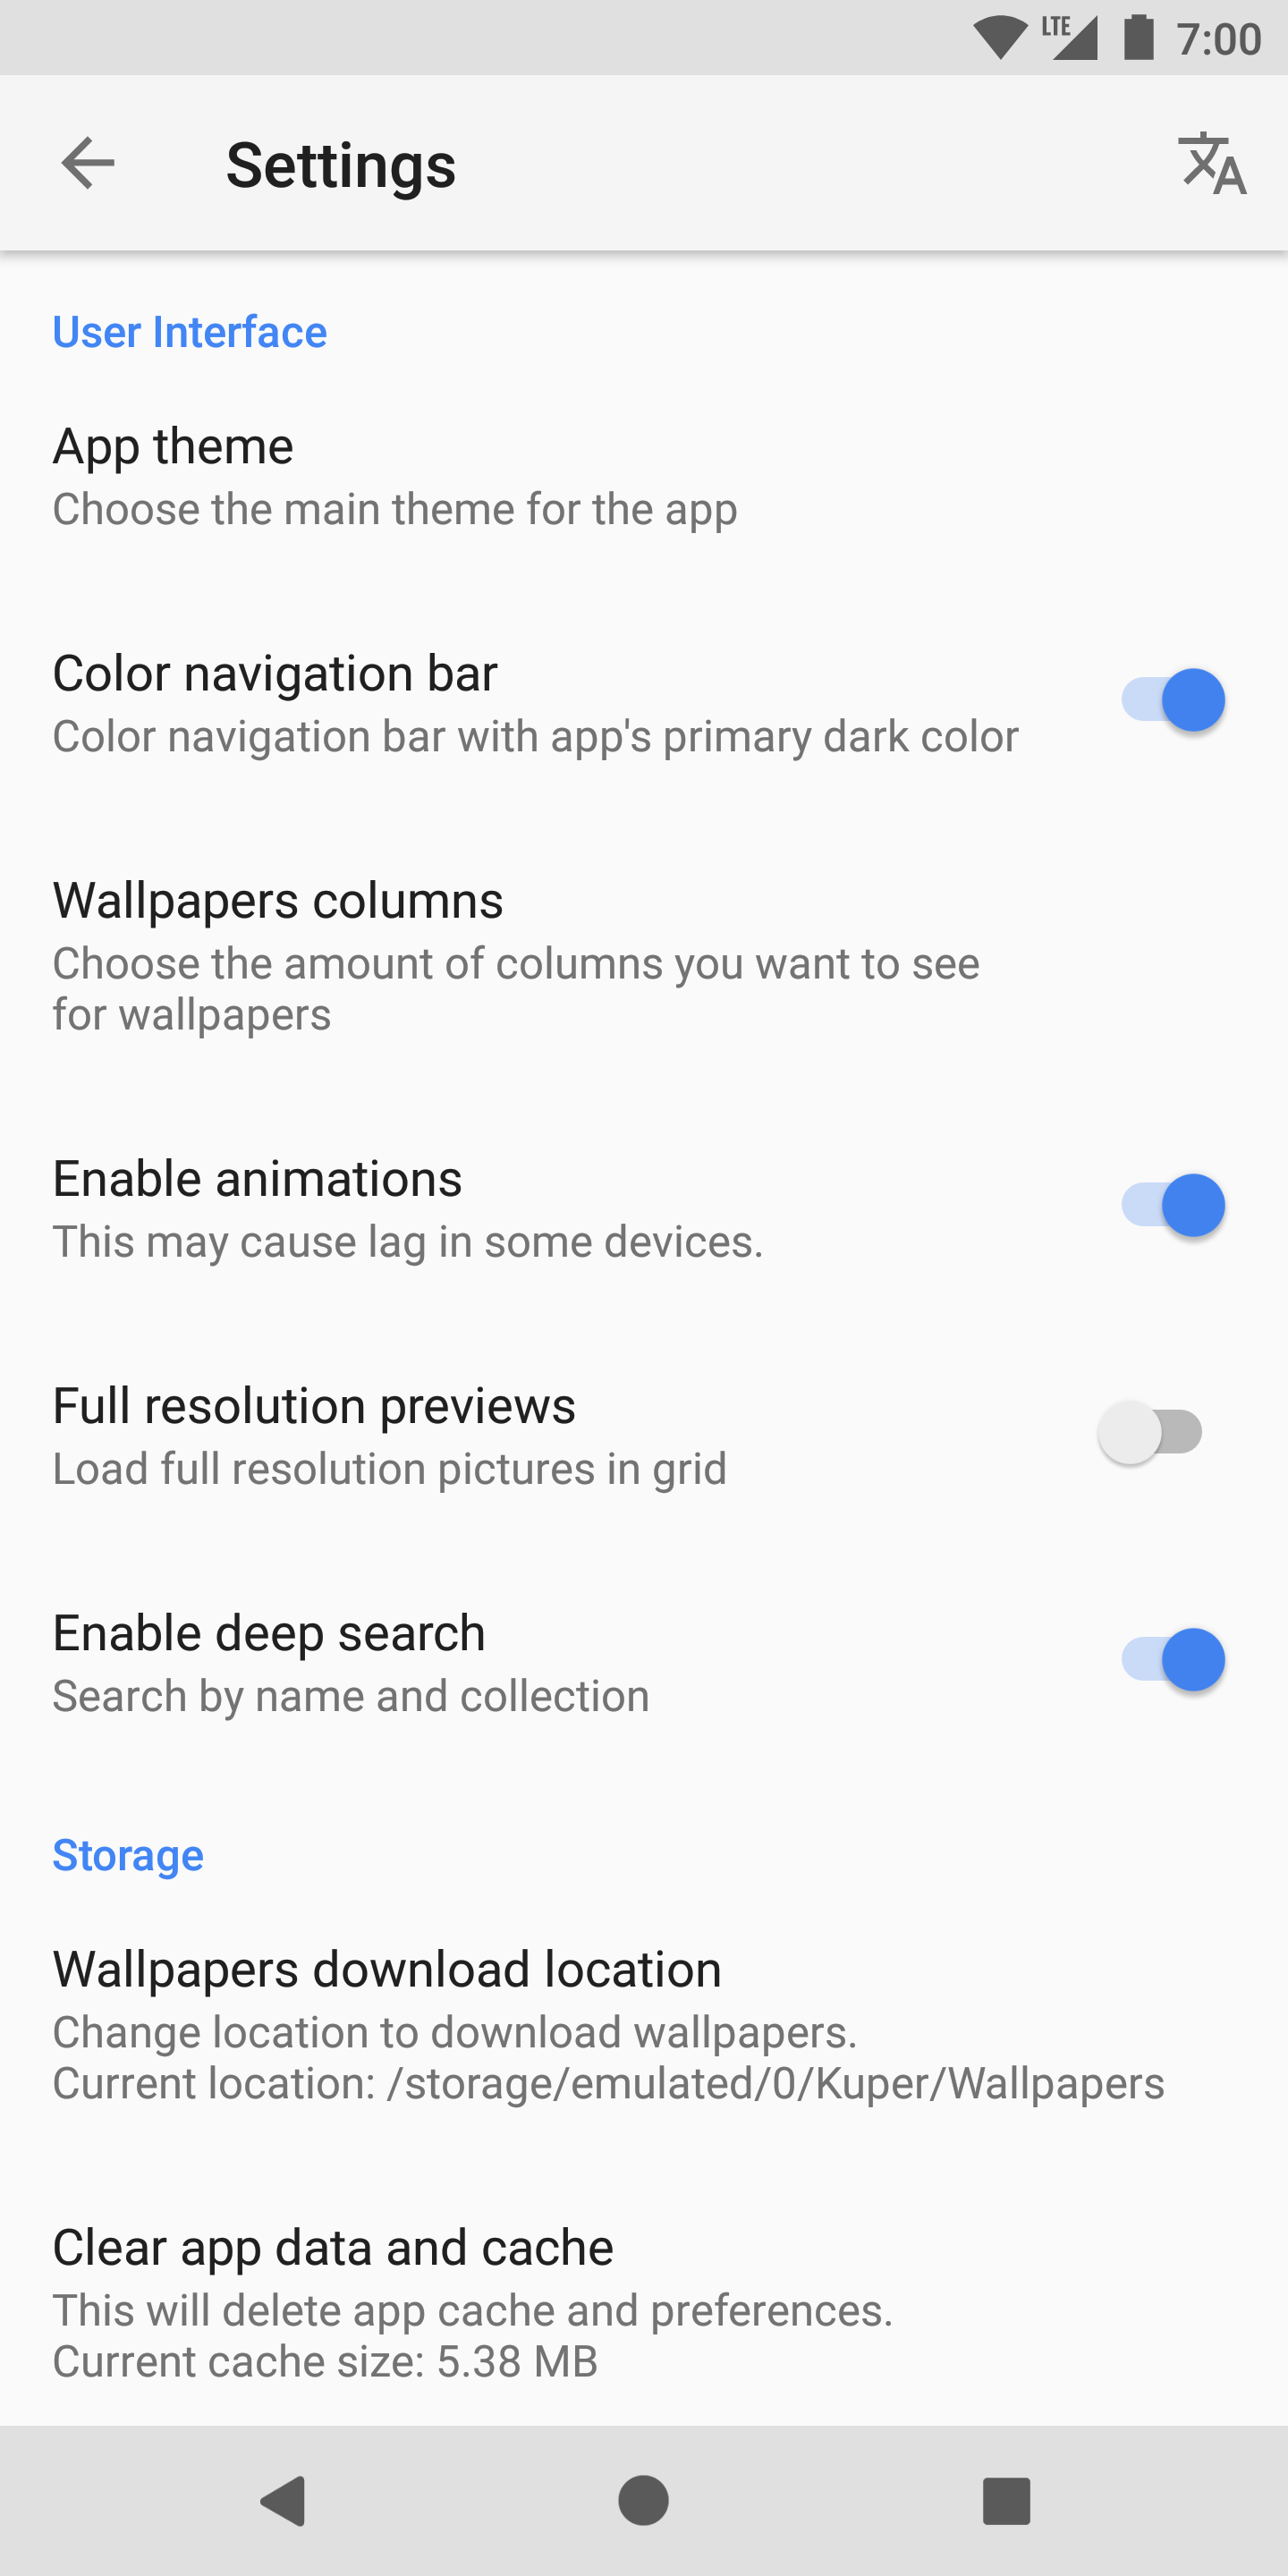 LTE 7:00
Settings
User Interface
App theme
Choose the main theme for the app
Color navigation bar
Color navigation bar with app's primary dark color
Wallpapers columns
Choose the amount of columns you want to see
for wallpapers
Enable animations
This may cause lag in some devices.
Full resolution previews
Load full resolution pictures in grid
Enable deep search
Search by name and collection
Storage
Wallpapers download location
Change location to download wallpapers.
Current location: /storage/emulated/0/Kuper/Wallpapers
Clear app data and cache
This will delete app cache and preferences.
Current cache size: 5.38 MB